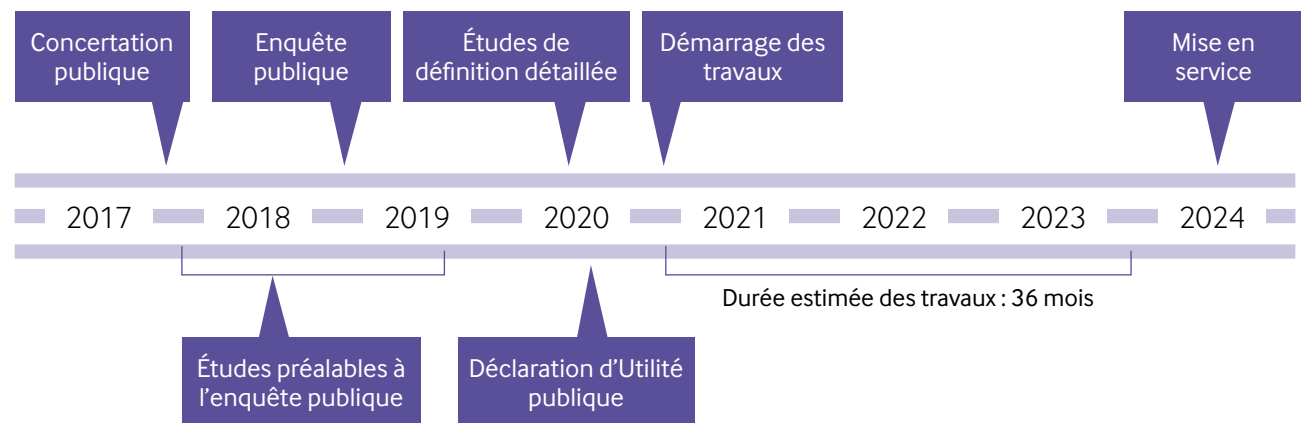 Concertation
publique
Enquête
publique
Études de
définition détaillée
Démarrage des
travaux
Mise en
service
2017
2018
2019
2020
2021
2022
2023
2024
Durée estimée des travaux : 36 mois
Études préalables à
l’enquête publique
Déclaration d’Utilité
publique